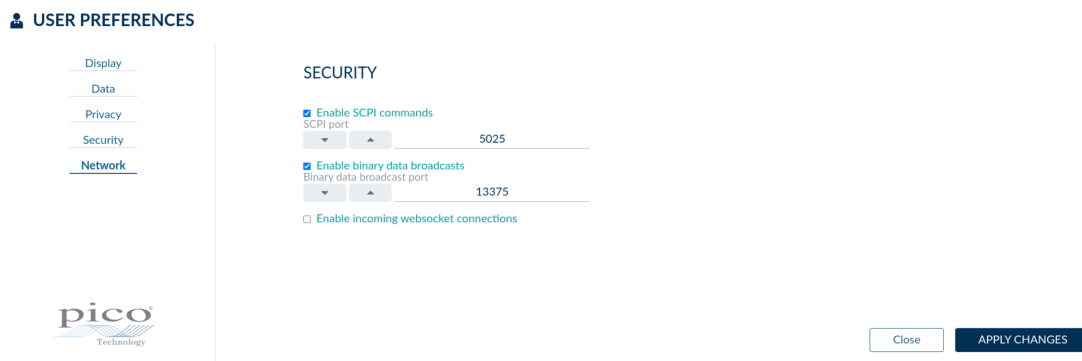 USER PREFERENCES
Display
Data
Privacy
Security
Network
SECURITY
Enable SCPI commands
SCPI port
5025
Enable binary data broadcasts
Binary data broadcast port
13375
Enable incoming websocket connections
pico®
Technology
Close
APPLY CHANGES